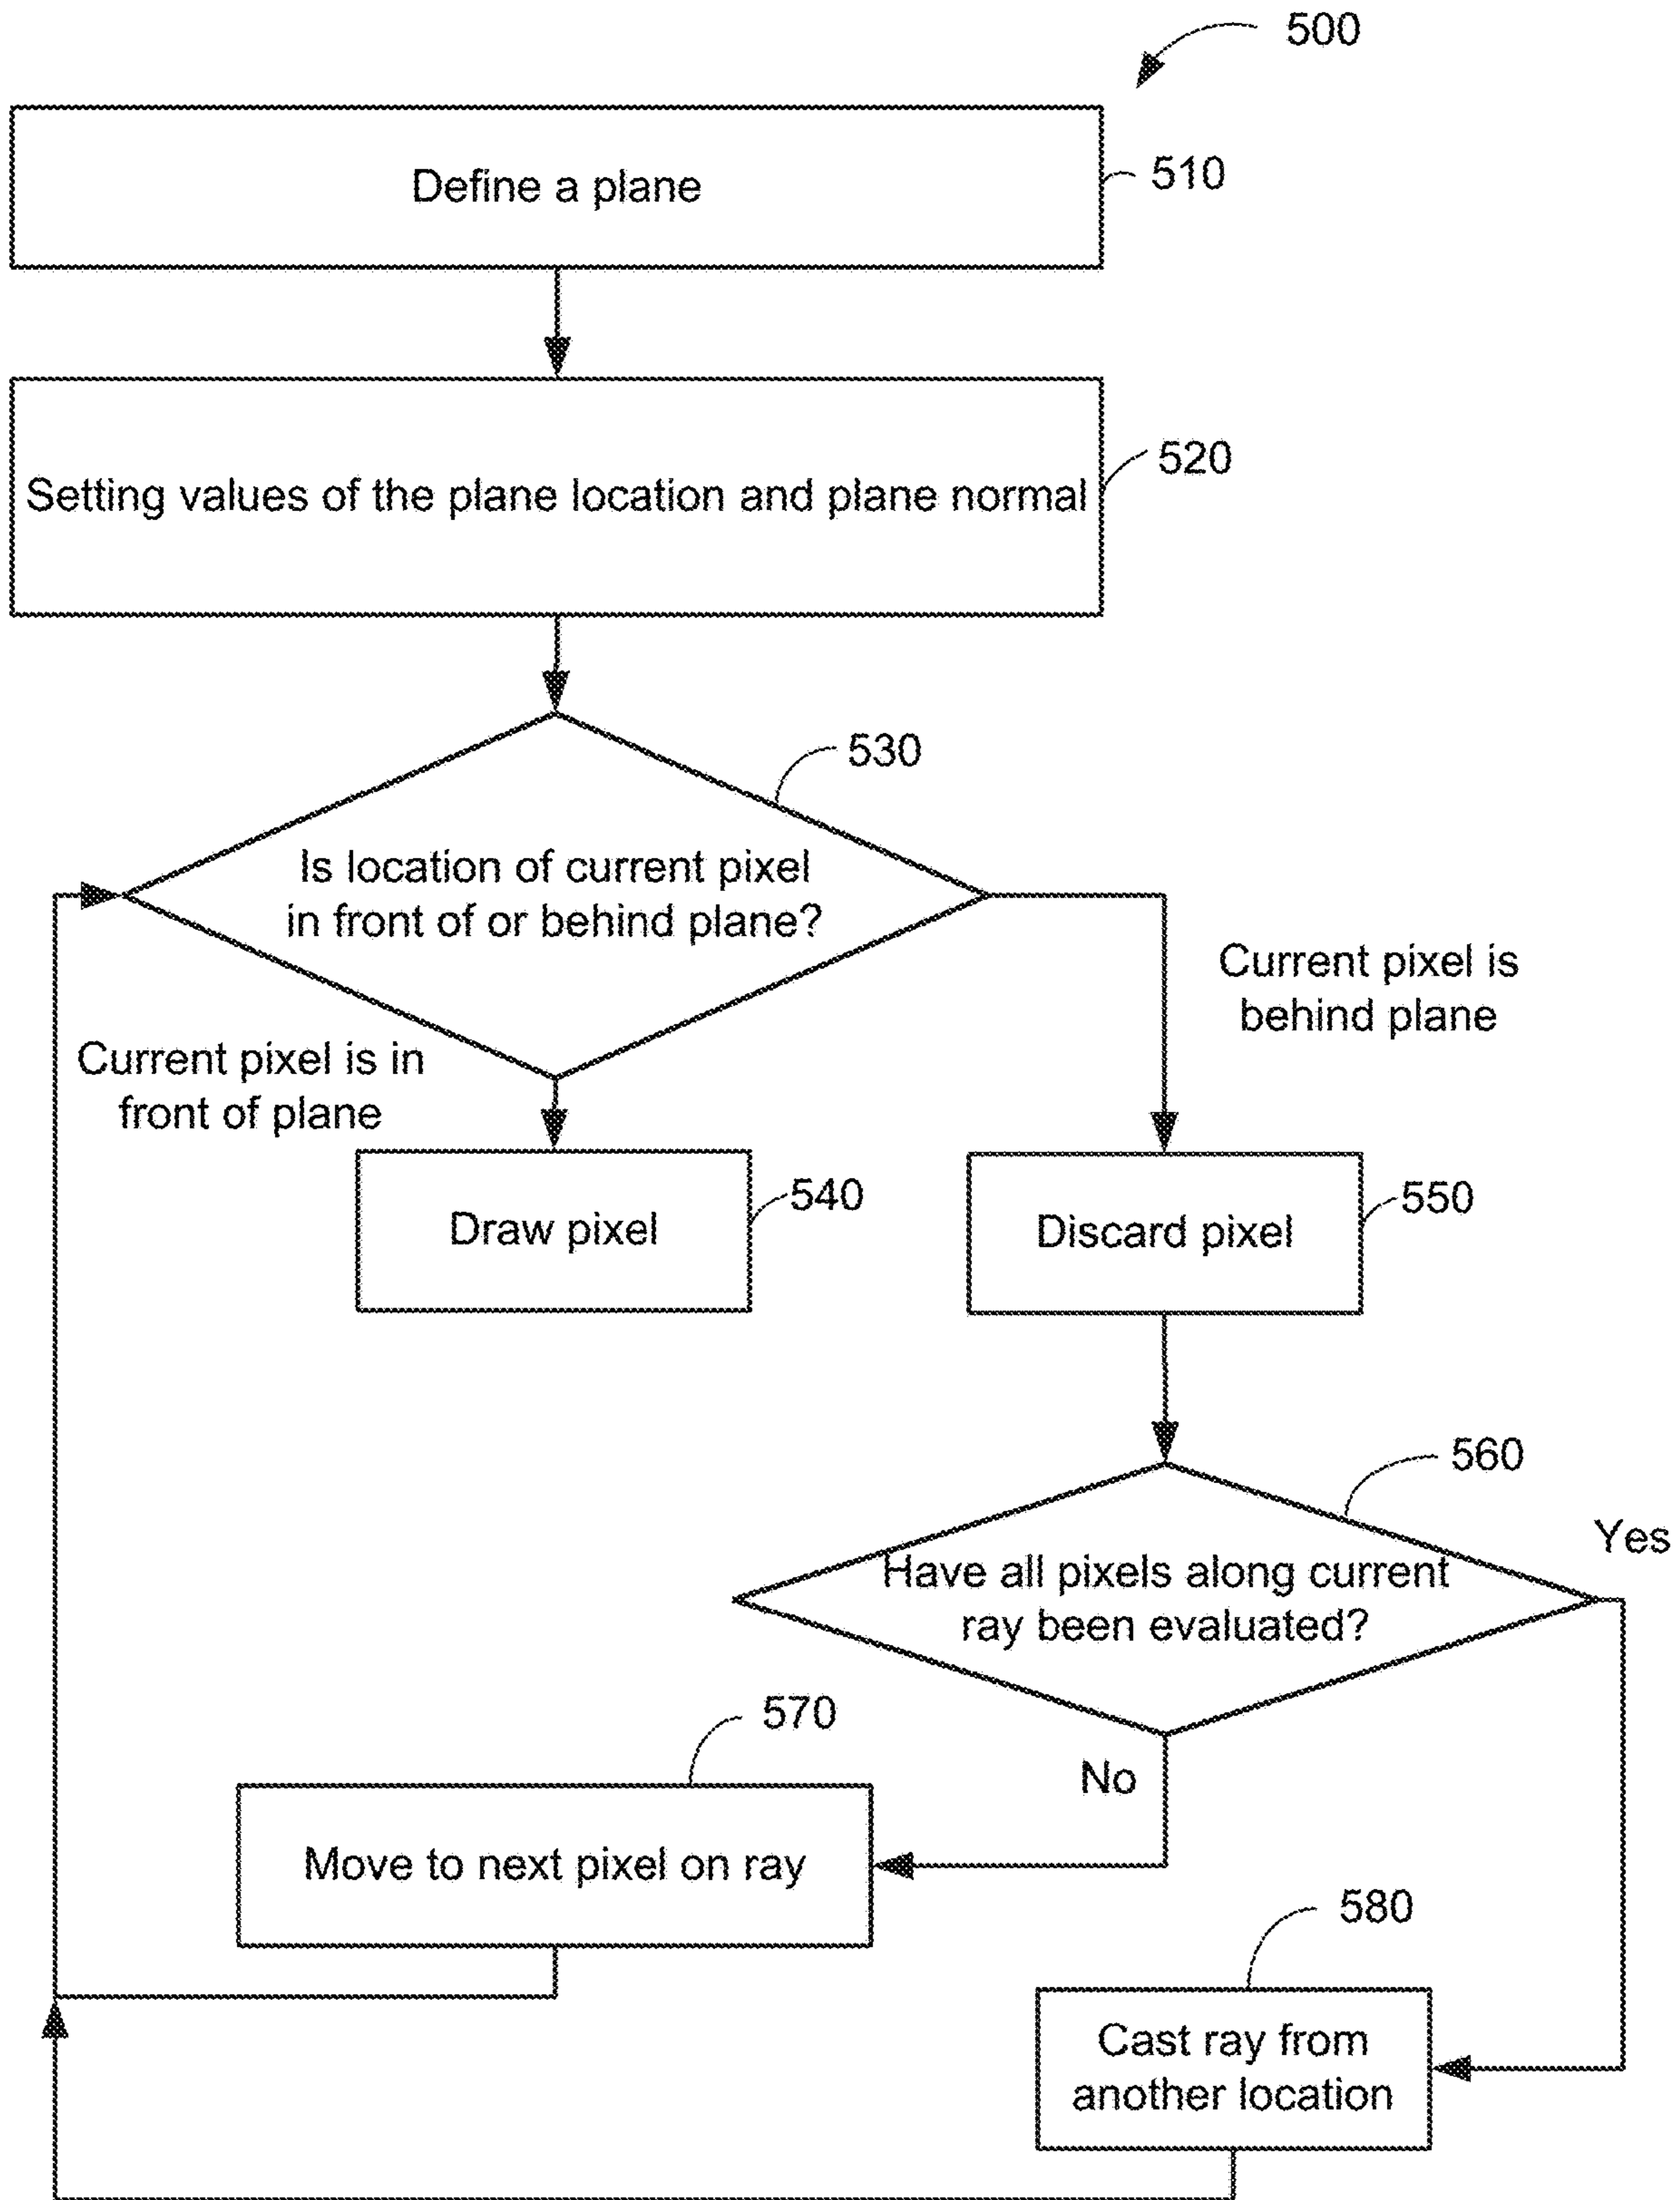 500
Define a plane
510
Setting values of the plane location and plane normal
520
530
Is location of current pixel
in front of or behind plane?
Current pixel is
behind plane
Current pixel is in
front of plane
Draw pixel
540
Discard pixel
550
560
Yes
Have all pixels along current
ray been evaluated?
570
No
Move to next pixel on ray
580
Cast ray from
another location